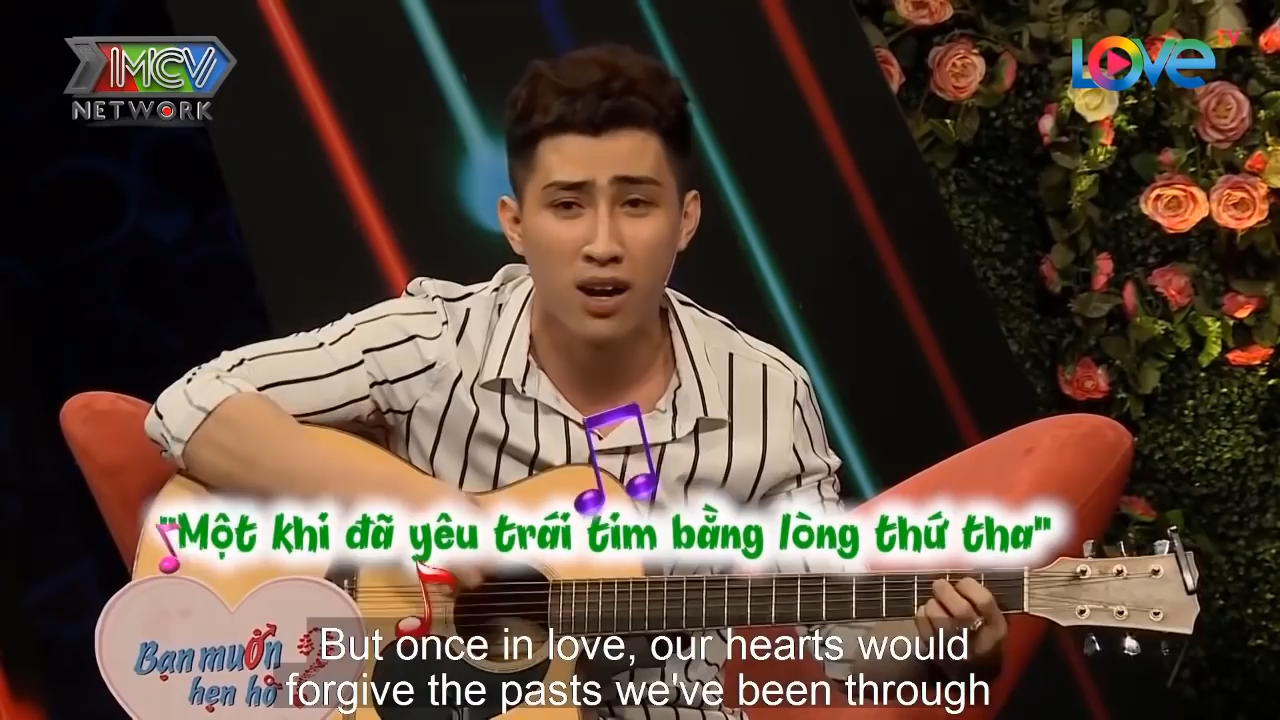 MCV
NETWORK
LOVE TV
"Một khi đã yêu trái tim bằng lòng thứ tha"
Bạn muốn
hẹn hò
But once in love, our hearts would
forgive the pasts we've been through